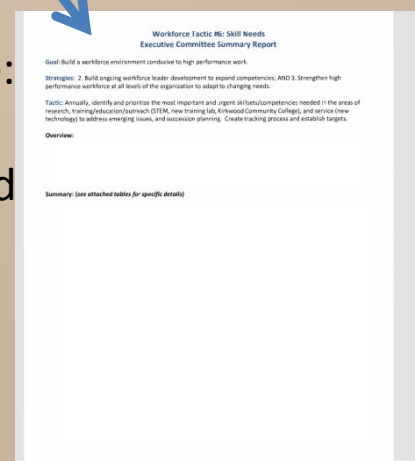 :
d
Workforce Tactic #6: Skill Needs
Executive Committee Summary Report
Goal: Build a workforce environment conducive to high performance work.
Strategies: 2. Build ongoing workforce leader development to expand competencies; AND 3. Strengthen high
performance workforce at all levels of the organization to adapt to changing needs.
Tactic: Annually, identify and prioritize the most important and urgent skillsets/competencies needed in the areas of
research, training/education/outreach (STEM, new training lab, Kirkwood Community College), and service (new
technology) to address emerging issues, and succession planning. Create tracking process and establish targets.
Overview:
Summary: (see attached tables for specific details)